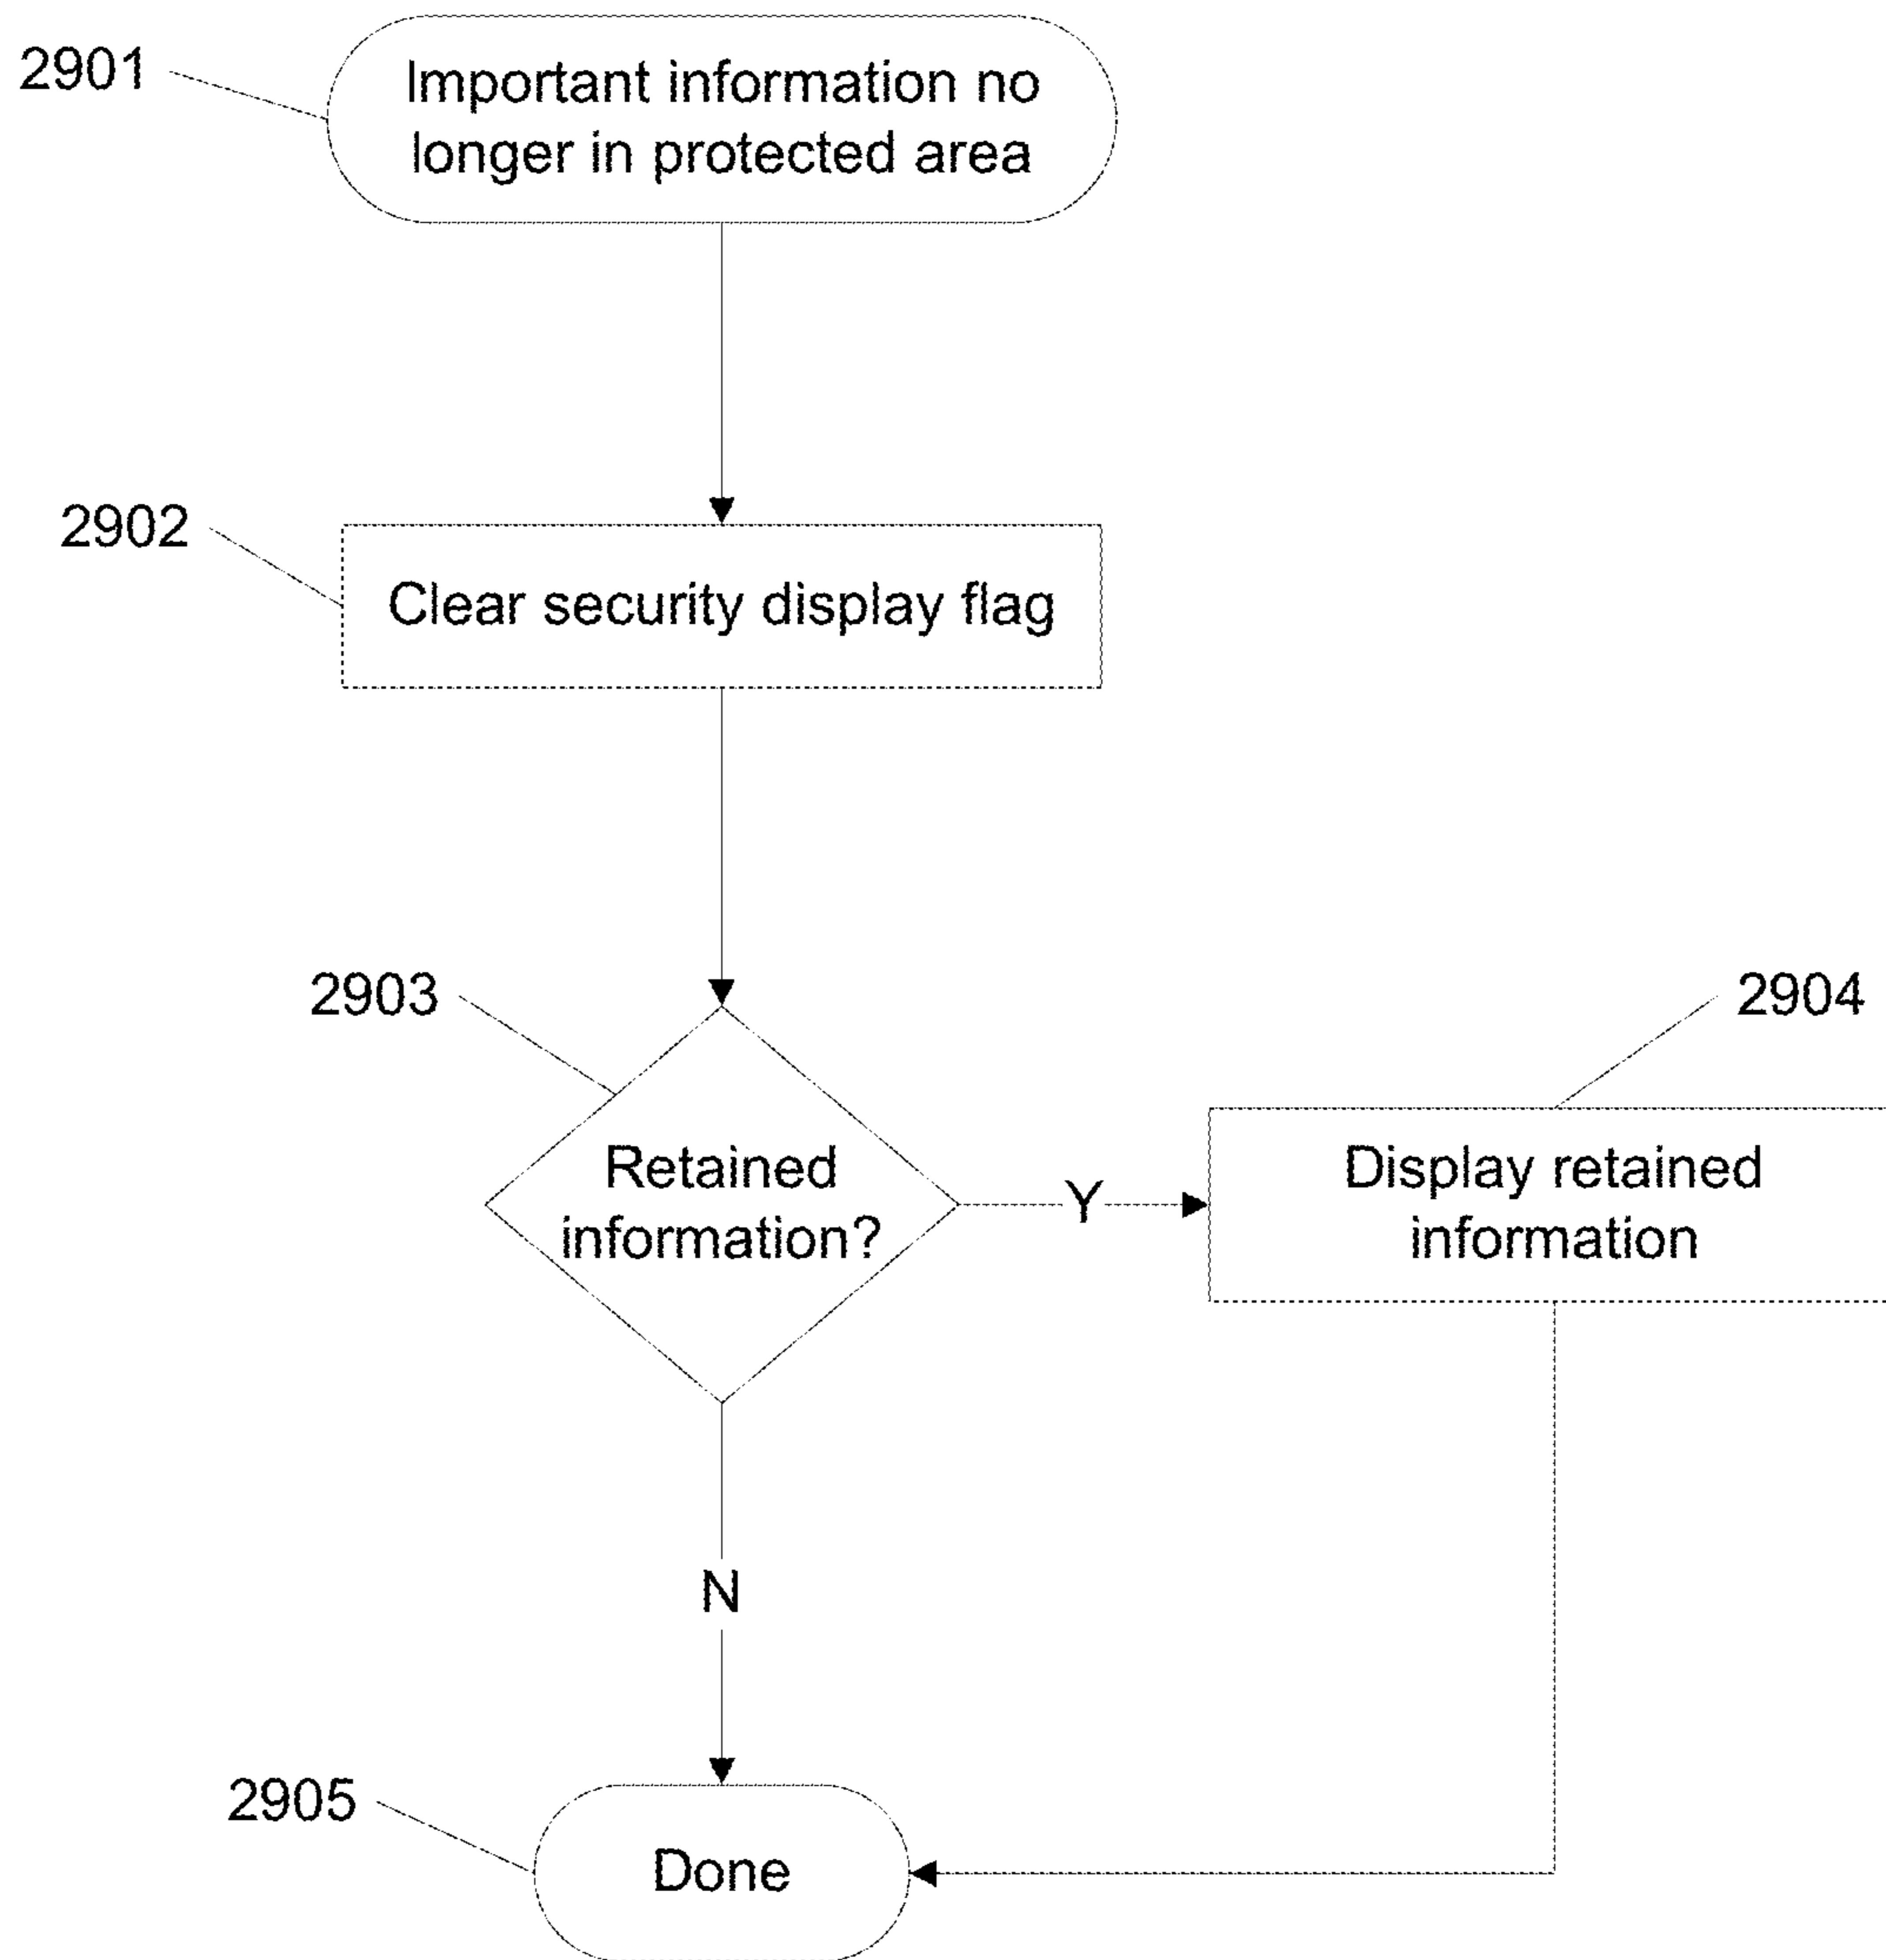 2901
Important information no
longer in protected area
2902
Clear security display flag
2903
2904
Retained
information?
Y
Display retained
information
N
2905
Done